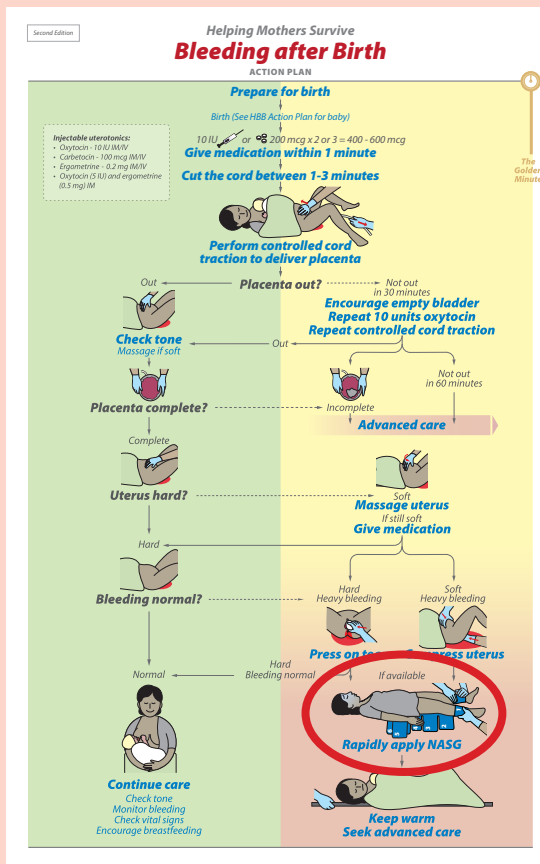 Second Edition
Helping Mothers Survive
Bleeding after Birth
ACTION PLAN
Prepare for birth
Birth (See HBB Action Plan for baby)
Injectable uterotonics:
• Oxytocin - 10 IU IM/IV
• Carbetocin - 100 mcg IM/IV
• Ergometrine - 0.2 mg IM/IV
• Oxytocin (5 IU) and ergometrine
(0.5 mg) IM
10 IU or 200 mcg x 2 or 3 = 400 - 600 mcg
Give medication within 1 minute
The
Golden
Minute
Cut the cord between 1-3 minutes
Perform controlled cord
traction to deliver placenta
Placenta out?
Out
Not out
in 30 minutes
Encourage empty bladder
Repeat 10 units oxytocin
Repeat controlled cord traction
Check tone
Massage if soft
Out
Not out
in 60 minutes
Placenta complete?
Incomplete
Advanced care
Complete
Uterus hard?
Soft
Massage uterus
If still soft
Give medication
Hard
Bleeding normal?
Hard
Heavy bleeding
Soft
Heavy bleeding
Press on
uterus
Normal
Hard
Bleeding normal
If available
5
4
3
2
Rapidly apply NASG
Continue care
Check tone
Monitor bleeding
Check vital signs
Encourage breastfeeding
Keep warm
Seek advanced care